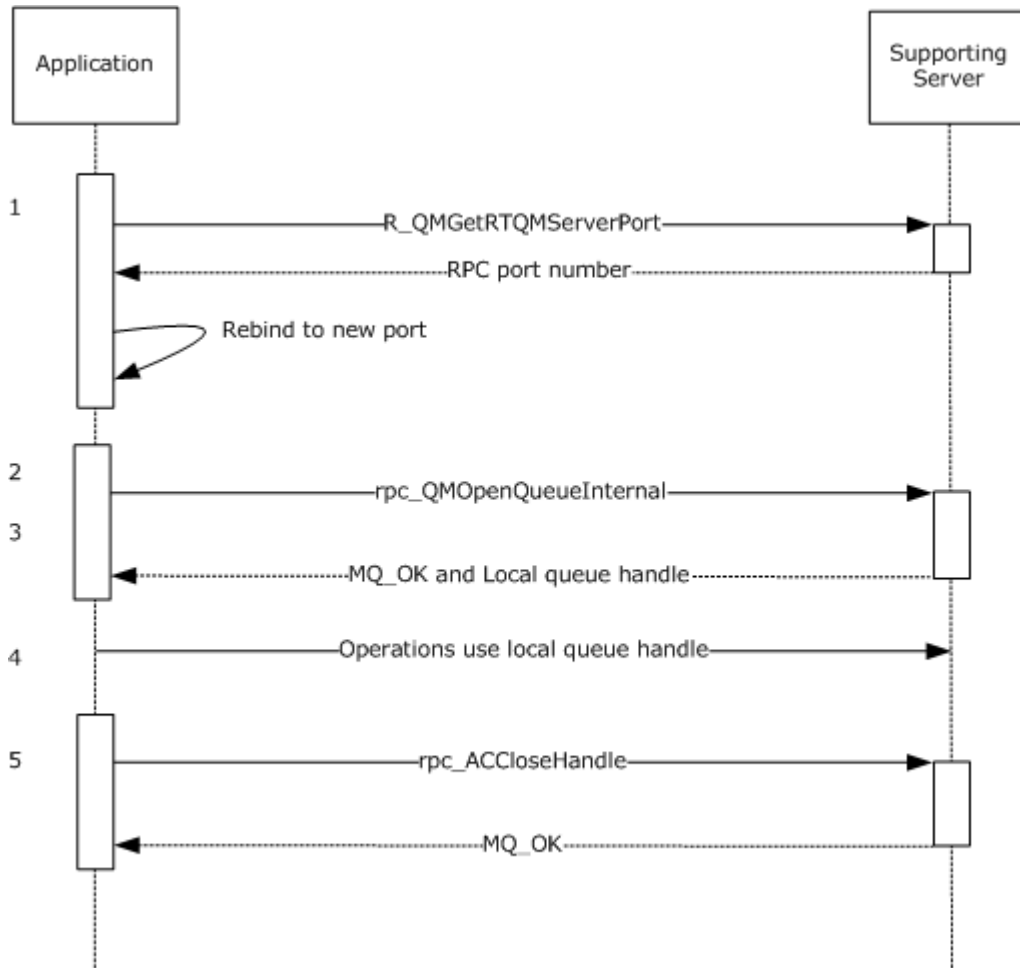 Application
Supporting
Server
1
R_QMGetRTQMServerPort
RPC port number
Rebind to new port
2
rpc_QMOpenQueueInternal
3
MQ_OK and Local queue handle
4
Operations use local queue handle
5
rpc_ACCloseHandle
MQ_OK